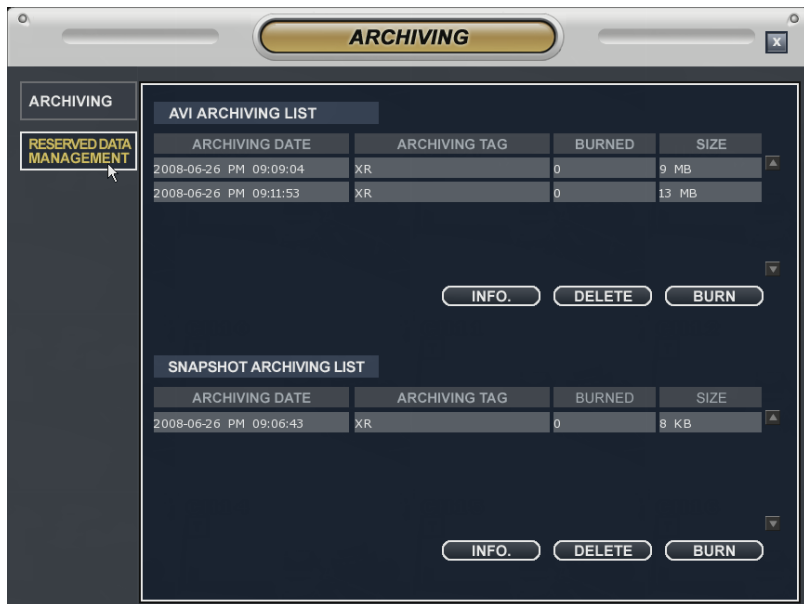 ARCHIVING
X
ARCHIVING
RESERVED DATA
MANAGEMENT
AVI ARCHIVING LIST
ARCHIVING DATE ARCHIVING TAG BURNED SIZE
2008-06-26 PM 09:09:04 XR 0 9 MB
2008-06-26 PM 09:11:53 XR 0 13 MB
INFO. DELETE BURN
SNAPSHOT ARCHIVING LIST
ARCHIVING DATE ARCHIVING TAG BURNED SIZE
2008-06-26 PM 09:06:43 XR 0 8 KB
INFO. DELETE BURN